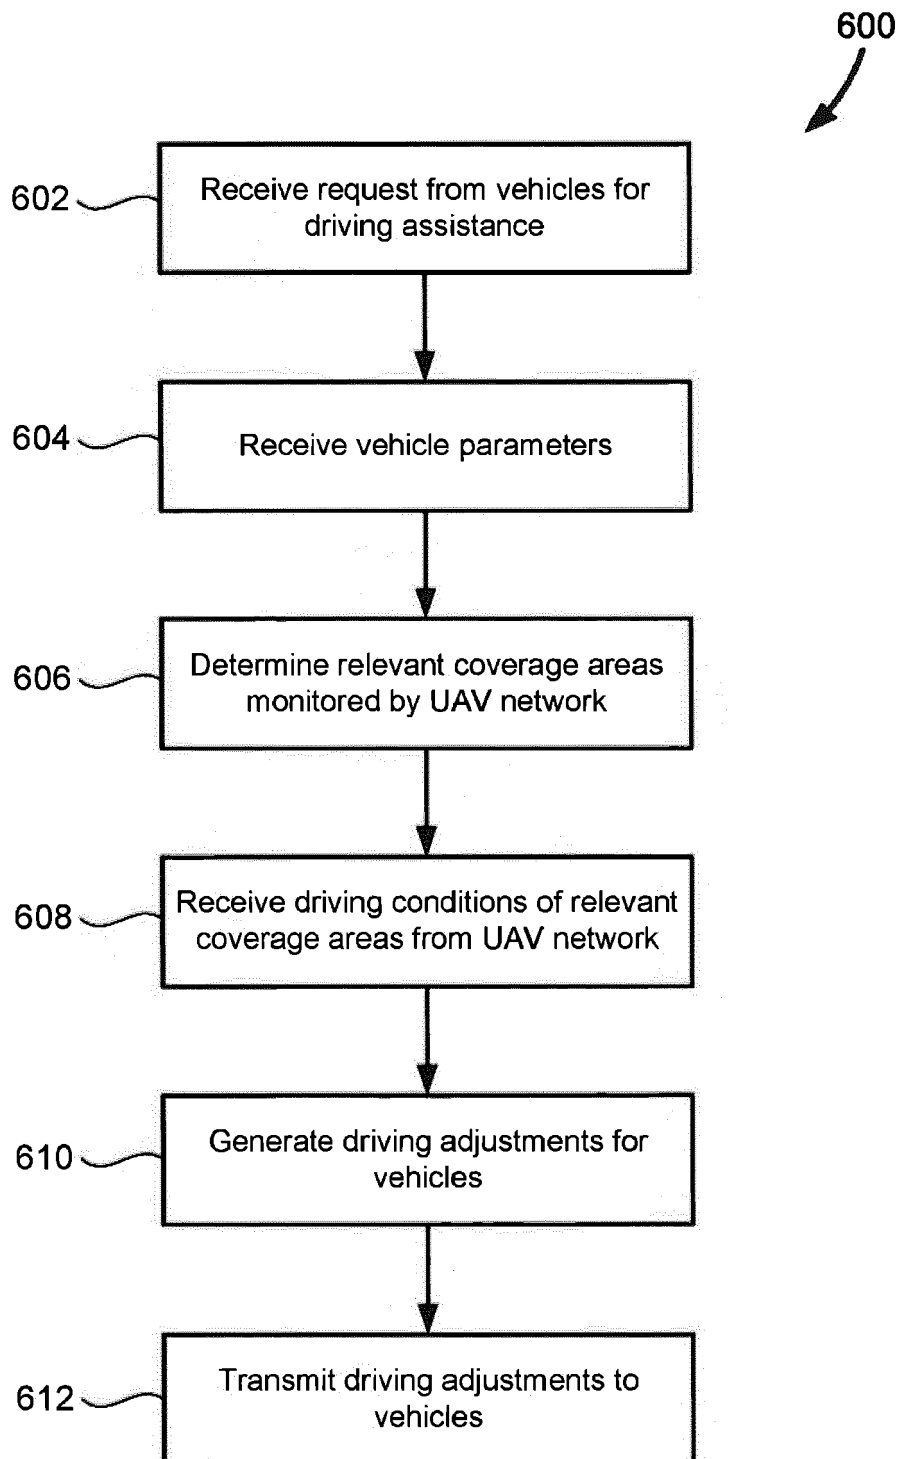 600
602
Receive request from vehicles for
driving assistance
604
Receive vehicle parameters
606
Determine relevant coverage areas
monitored by UAV network
608
Receive driving conditions of relevant
coverage areas from UAV network
610
Generate driving adjustments for
vehicles
612
Transmit driving adjustments to
vehicles